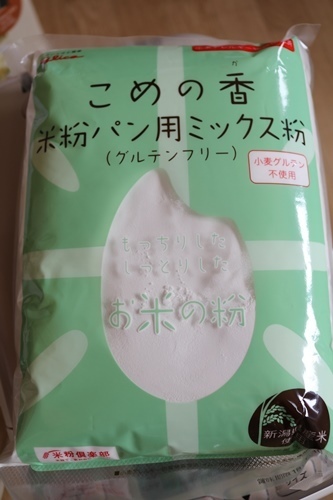 か
こめの香
米粉パン用ミックス粉
(グルテンフリー)
小麦グルテン
不使用
もっちりした
しっとりした
お米の粉
新潟
米
米粉倶楽部